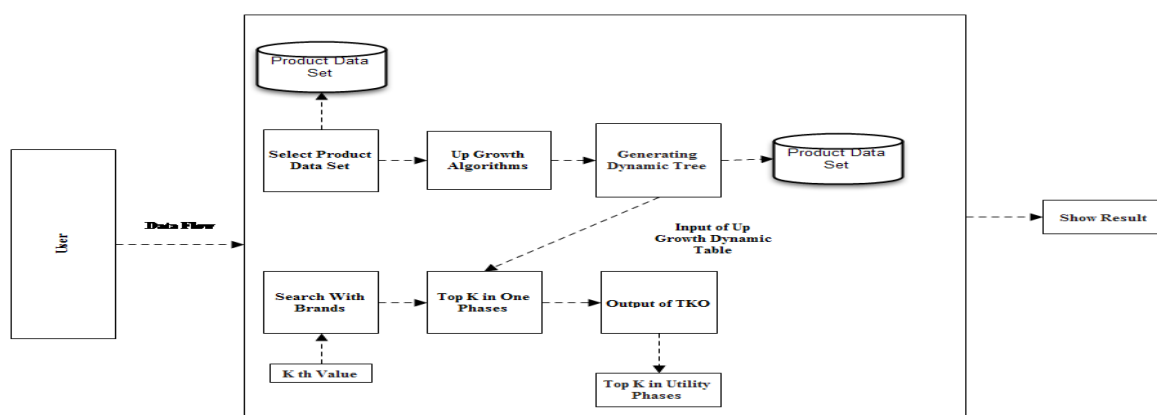 Product Data
Set
Select Product
Data Set
Up Growth
Algorithms
Generating
Dynamic Tree
Product Data
Set
User
Data Flow
Input of Up
Growth Dynamic
Table
Show Result
Search With
Brands
Top K in One
Phases
Output of TKO
K th Value
Top K in Utility
Phases